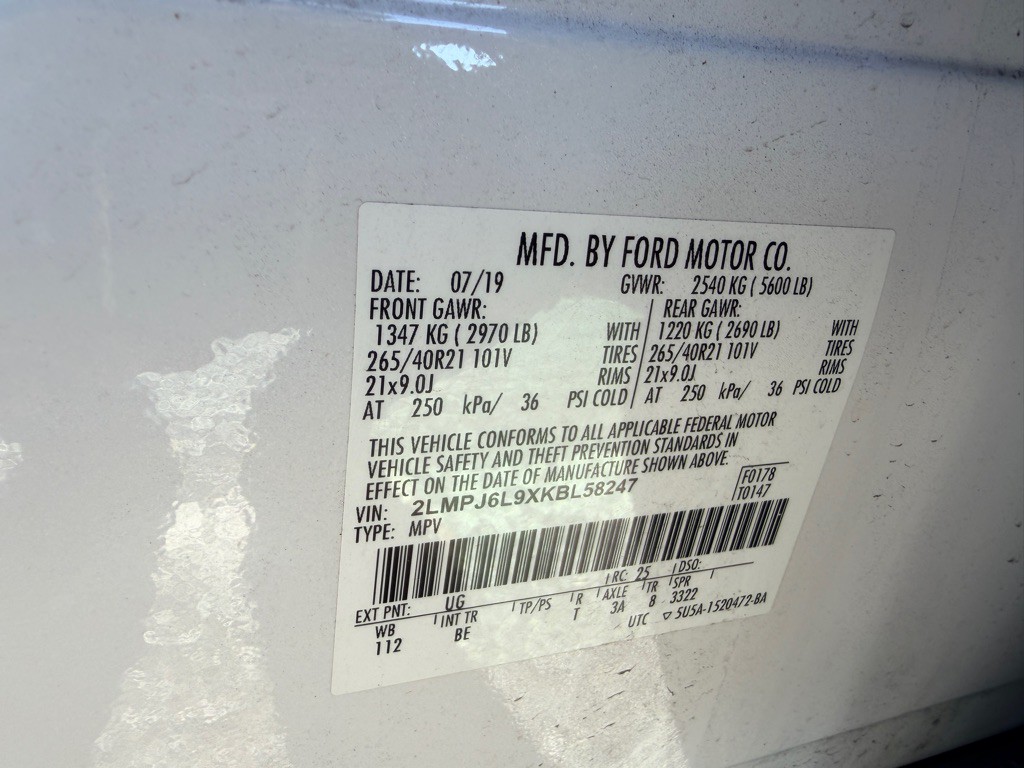 MFD. BY FORD MOTOR CO.
DATE: 07/19 GVWR: 2540 KG ( 5600 LB)
FRONT GAWR: REAR GAWR:
1347 KG ( 2970 LB) WITH 1220 KG ( 2690 LB) WITH
265/40R21 101V TIRES 265/40R21 101V TIRES
21x9.0J RIMS 21x9.0J RIMS
AT 250 kPa/ 36 PSI COLD AT 250 kPa/ 36 PSI COLD
THIS VEHICLE CONFORMS TO ALL APPLICABLE FEDERAL MOTOR
VEHICLE SAFETY AND THEFT PREVENTION STANDARDS IN
EFFECT ON THE DATE OF MANUFACTURE SHOWN ABOVE.
F0178
VIN: 2LMPJ6L9XKBL58247 T0147
TYPE: MPV
EXT PNT: UG RC: 25 DSO:
WB INT TR TP/PS R AXLE TR SPR
112 BE T 3A 8 3322
UTC ▽ 5U5A-1520472-BA